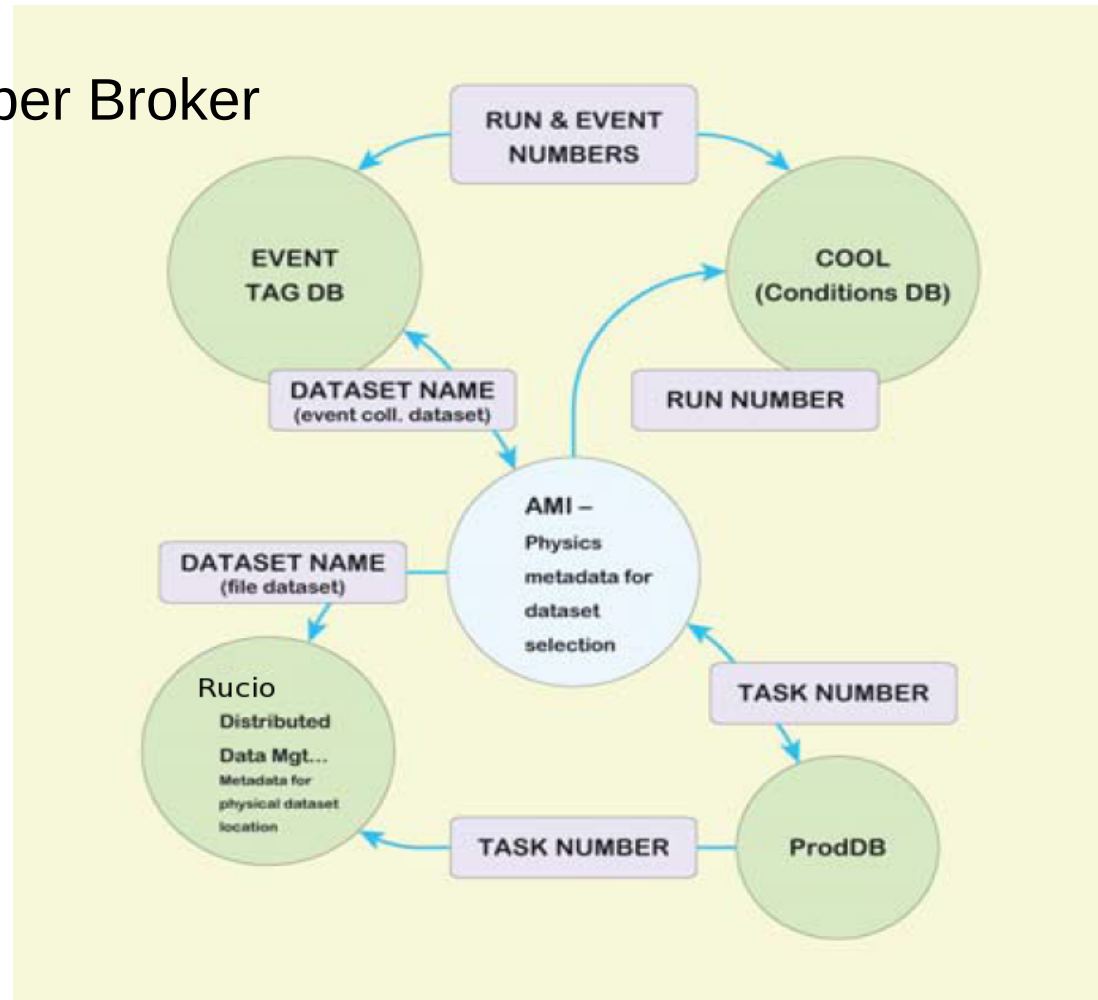 per Broker
RUN & EVENT
NUMBERS
EVENT
TAG DB
COOL
(Conditions DB)
DATASET NAME
(event coll. dataset)
RUN NUMBER
AMI –
Physics
metadata for
dataset
selection
DATASET NAME
(file dataset)
Rucio
Distributed
Data Mgt...
Metadata for
physical dataset
location
TASK NUMBER
TASK NUMBER
ProdDB